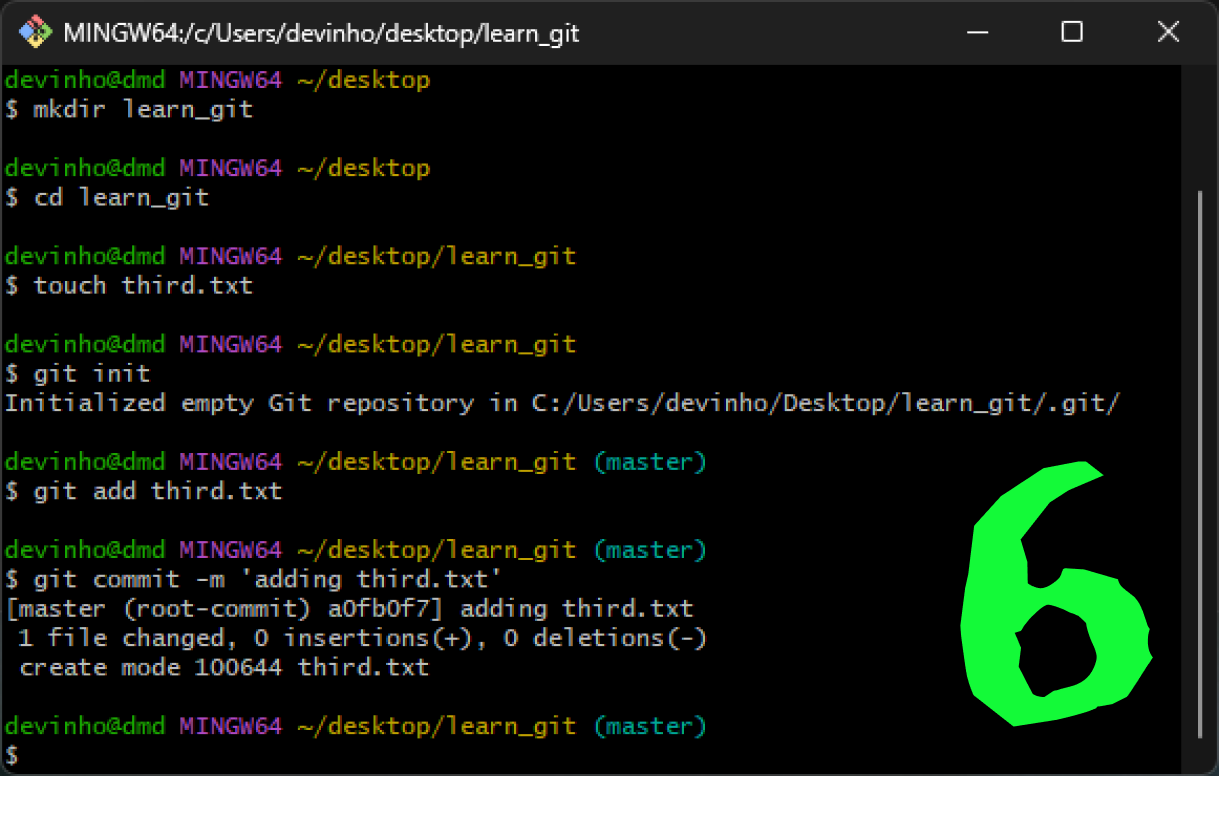 MINGW64:/c/Users/devinho/desktop/learn_git
devinho@dmd MINGW64 ~/desktop
$ mkdir learn_git
devinho@dmd MINGW64 ~/desktop
$ cd learn_git
devinho@dmd MINGW64 ~/desktop/learn_git
$ touch third.txt
devinho@dmd MINGW64 ~/desktop/learn_git
$ git init
Initialized empty Git repository in C:/Users/devinho/Desktop/learn_git/.git/
devinho@dmd MINGW64 ~/desktop/learn_git (master)
$ git add third.txt
devinho@dmd MINGW64 ~/desktop/learn_git (master)
$ git commit -m 'adding third.txt'
[master (root-commit) a0fb0f7] adding third.txt
 1 file changed, 0 insertions(+), 0 deletions(-)
 create mode 100644 third.txt
devinho@dmd MINGW64 ~/desktop/learn_git (master)
$
6